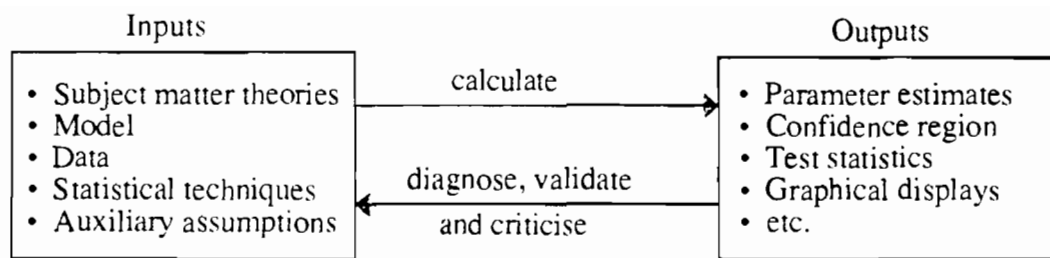 Inputs
• Subject matter theories
• Model
• Data
• Statistical techniques
• Auxiliary assumptions
calculate
diagnose, validate
and criticise
Outputs
• Parameter estimates
• Confidence region
• Test statistics
• Graphical displays
• etc.